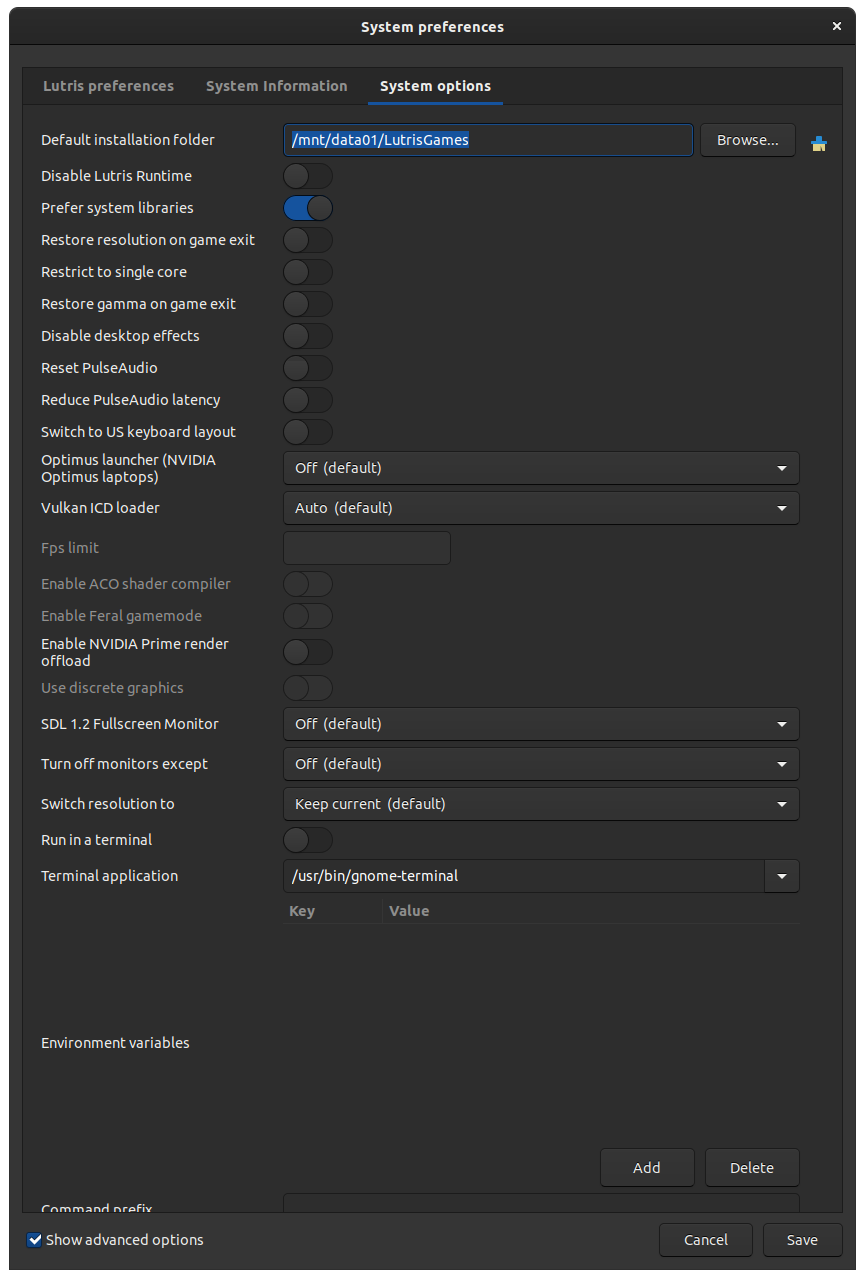 System preferences
Lutris preferences System Information System options
Default installation folder /mnt/data01/LutrisGames Browse...
Disable Lutris Runtime
Prefer system libraries
Restore resolution on game exit
Restrict to single core
Restore gamma on game exit
Disable desktop effects
Reset PulseAudio
Reduce PulseAudio latency
Switch to US keyboard layout
Optimus launcher (NVIDIA
Optimus laptops) Off (default)
Vulkan ICD loader Auto (default)
Fps limit
Enable ACO shader compiler
Enable Feral gamemode
Enable NVIDIA Prime render
offload
Use discrete graphics
SDL 1.2 Fullscreen Monitor Off (default)
Turn off monitors except Off (default)
Switch resolution to Keep current (default)
Run in a terminal
Terminal application /usr/bin/gnome-terminal
Key Value
Environment variables
Add Delete
Command prefix
Show advanced options Cancel Save